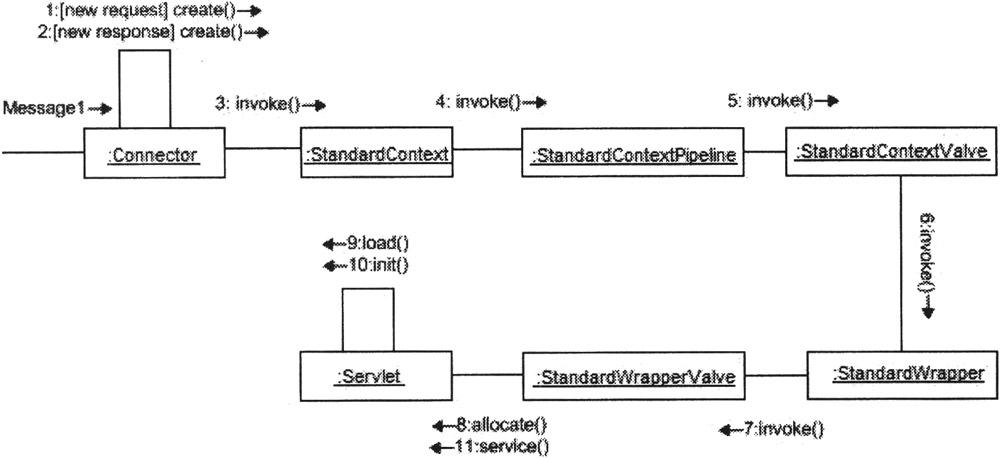 1:[new request] create()
2:[new response] create()
Message1
3: invoke()
4: invoke()
5: invoke()
:Connector
:StandardContext
:StandardContextPipeline
:StandardContextValve
6:invoke()
9:load()
10:init()
:Servlet
:StandardWrapperValve
:StandardWrapper
8:allocate()
11:service()
7:invoke()